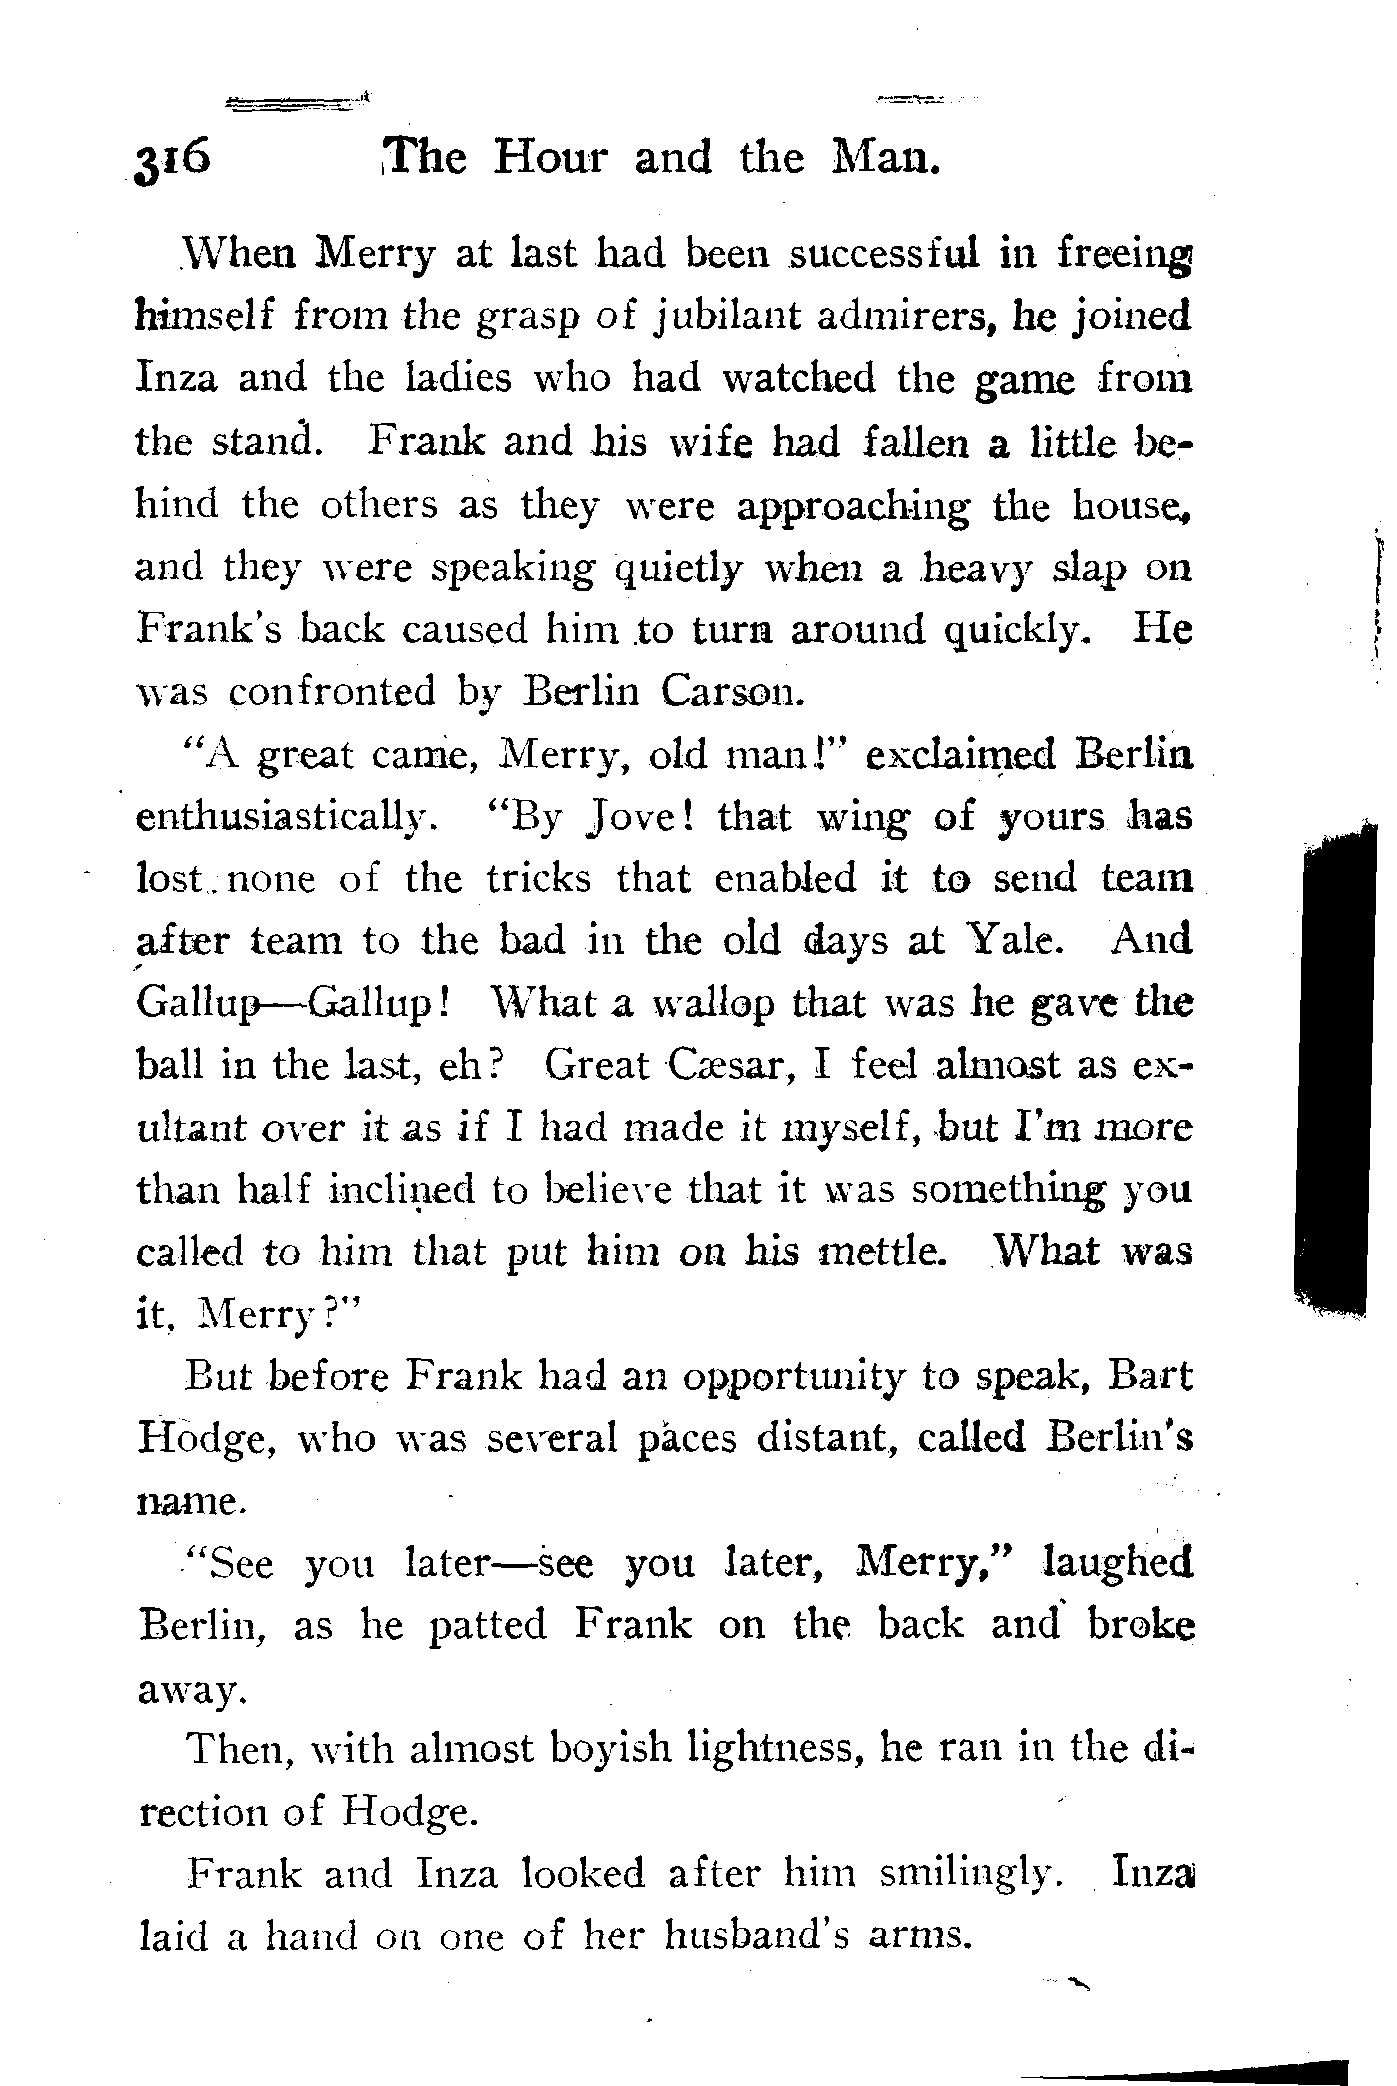 316 The Hour and the Man.
When Merry at last had been successful in freeing
himself from the grasp of jubilant admirers, he joined
Inza and the ladies who had watched the game from
the stand. Frank and his wife had fallen a little be-
hind the others as they were approaching the house,
and they were speaking quietly when a heavy slap on
Frank's back caused him to turn around quickly. He
was confronted by Berlin Carson.
"A great came, Merry, old man!" exclaimed Berlin
enthusiastically. "By Jove! that wing of yours has
lost none of the tricks that enabled it to send team
after team to the bad in the old days at Yale. And
Gallup—Gallup! What a wallop that was he gave the
ball in the last, eh? Great Cæsar, I feel almost as ex-
ultant over it as if I had made it myself, but I'm more
than half inclined to believe that it was something you
called to him that put him on his mettle. What was
it, Merry?"
But before Frank had an opportunity to speak, Bart
Hodge, who was several paces distant, called Berlin's
name.
"See you later—see you later, Merry," laughed
Berlin, as he patted Frank on the back and broke
away.
Then, with almost boyish lightness, he ran in the di-
rection of Hodge.
Frank and Inza looked after him smilingly. Inza
laid a hand on one of her husband's arms.